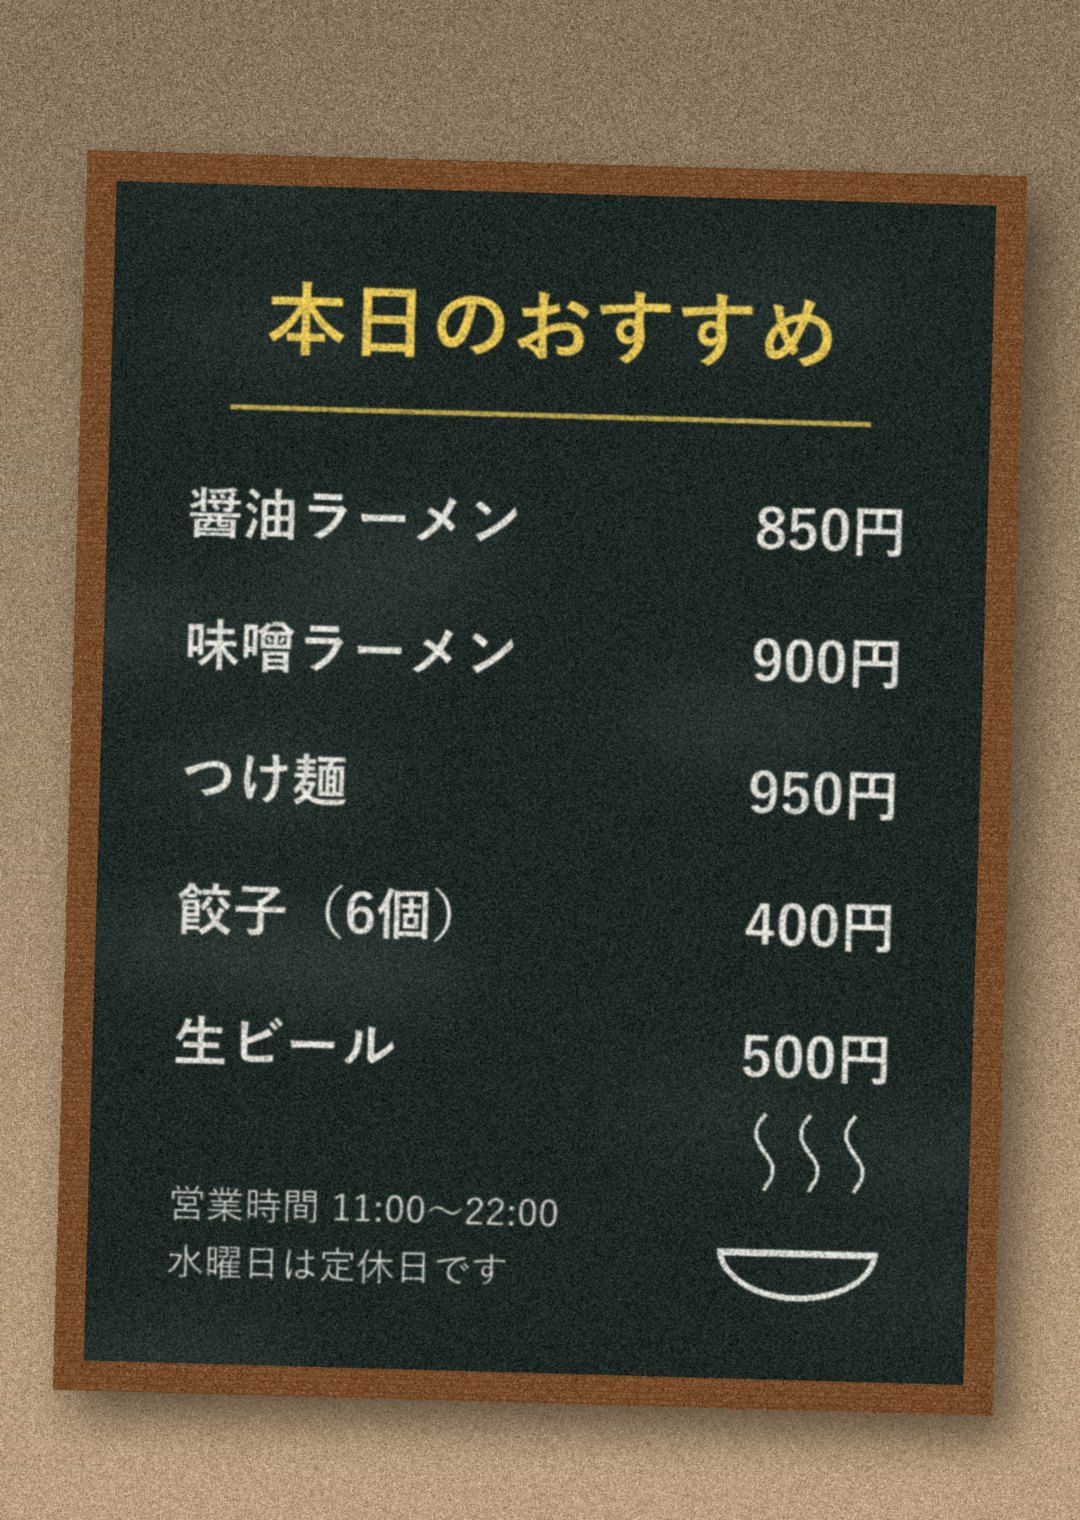 本日のおすすめ
醤油ラーメン 850円
味噌ラーメン 900円
つけ麺 950円
餃子（6個） 400円
生ビール 500円
営業時間 11:00～22:00
水曜日は定休日です